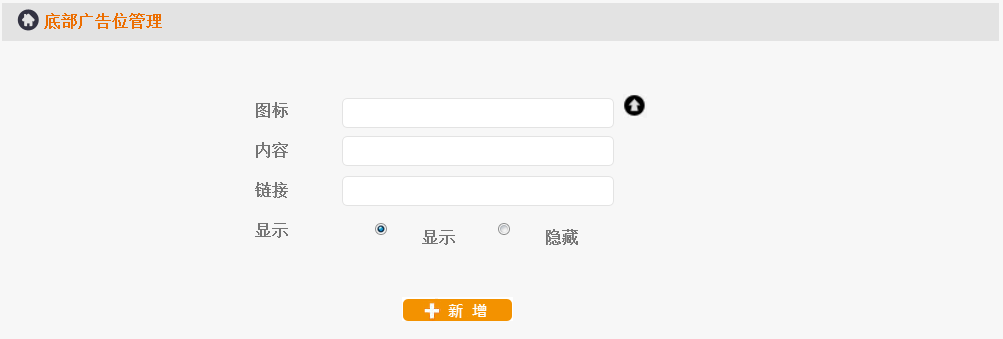 底部广告位管理
图标
内容
链接
显示 显示 隐藏
新 增